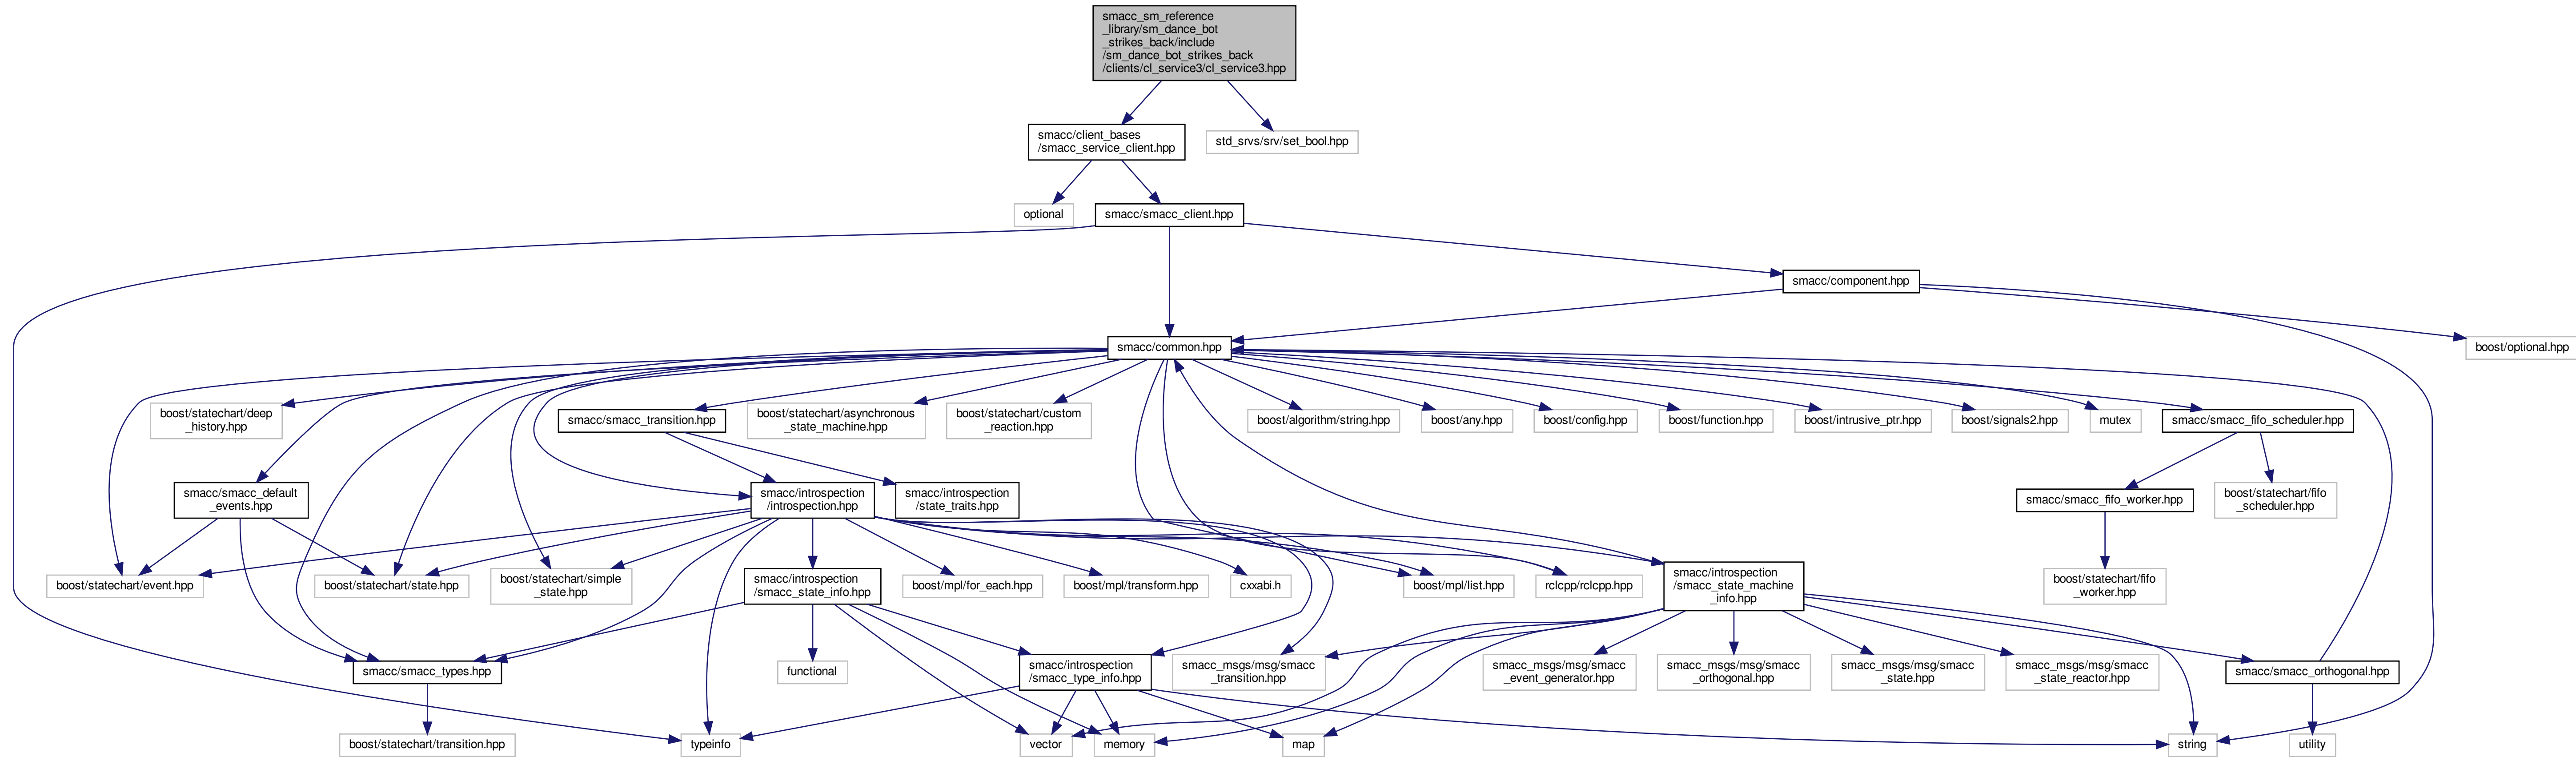 smacc_sm_reference
_library/sm_dance_bot
_strikes_back/include
/sm_dance_bot_strikes_back
/clients/cl_service3/cl_service3.hpp
smacc/client_bases
/smacc_service_client.hpp
std_srvs/srv/set_bool.hpp
optional
smacc/smacc_client.hpp
smacc/component.hpp
smacc/common.hpp
boost/optional.hpp
boost/statechart/deep
_history.hpp
smacc/smacc_transition.hpp
boost/statechart/asynchronous
_state_machine.hpp
boost/statechart/custom
_reaction.hpp
boost/algorithm/string.hpp
boost/any.hpp
boost/config.hpp
boost/function.hpp
boost/intrusive_ptr.hpp
boost/signals2.hpp
mutex
smacc/smacc_fifo_scheduler.hpp
smacc/smacc_default
_events.hpp
smacc/introspection
/introspection.hpp
smacc/introspection
/state_traits.hpp
smacc/smacc_fifo_worker.hpp
boost/statechart/fifo
_scheduler.hpp
boost/statechart/event.hpp
boost/statechart/state.hpp
boost/statechart/simple
_state.hpp
smacc/introspection
/smacc_state_info.hpp
boost/mpl/for_each.hpp
boost/mpl/transform.hpp
cxxabi.h
boost/mpl/list.hpp
rclcpp/rclcpp.hpp
smacc/introspection
/smacc_state_machine
_info.hpp
boost/statechart/fifo
_worker.hpp
smacc/smacc_types.hpp
functional
smacc/introspection
/smacc_type_info.hpp
smacc_msgs/msg/smacc
_transition.hpp
smacc_msgs/msg/smacc
_event_generator.hpp
smacc_msgs/msg/smacc
_orthogonal.hpp
smacc_msgs/msg/smacc
_state.hpp
smacc_msgs/msg/smacc
_state_reactor.hpp
smacc/smacc_orthogonal.hpp
boost/statechart/transition.hpp
typeinfo
vector
memory
map
string
utility